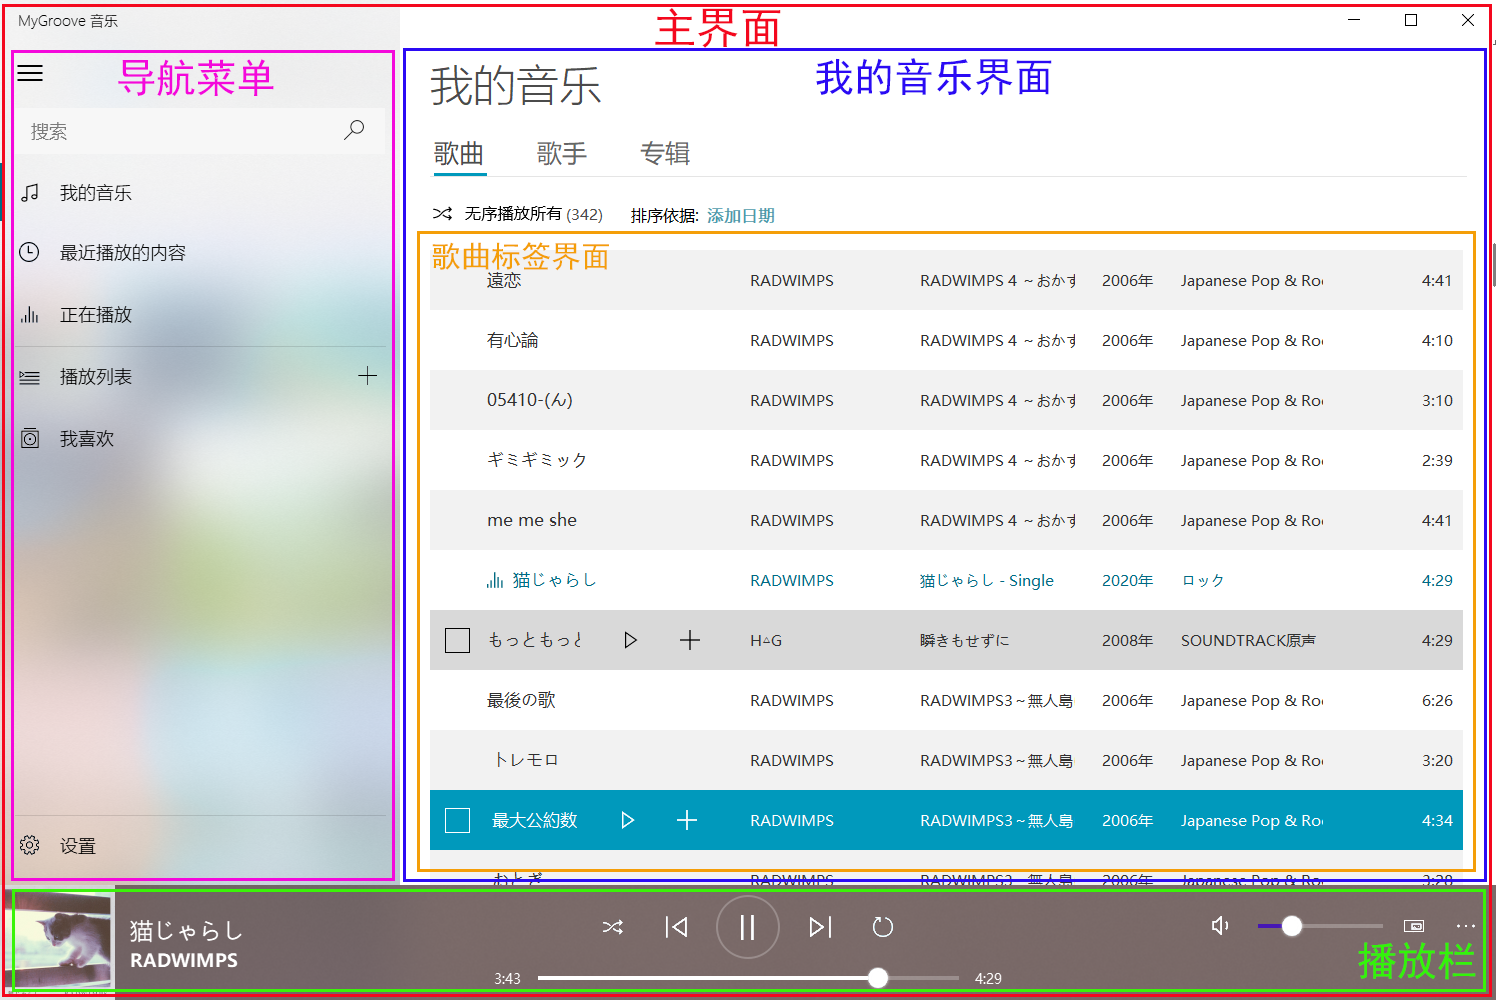 MyGroove 音乐
主界面
导航菜单
搜索
我的音乐
最近播放的内容
正在播放
播放列表
我喜欢
设置
我的音乐
我的音乐界面
歌曲 歌手 专辑
无序播放所有 (342) 排序依据: 添加日期
歌曲标签界面
遠恋 RADWIMPS RADWIMPS 4 ~おかす 2006年 Japanese Pop & Ro 4:41
有心論 RADWIMPS RADWIMPS 4 ~おかす 2006年 Japanese Pop & Ro 4:10
05410-(ん) RADWIMPS RADWIMPS 4 ~おかす 2006年 Japanese Pop & Ro 3:10
ギミギミック RADWIMPS RADWIMPS 4 ~おかす 2006年 Japanese Pop & Ro 2:39
me me she RADWIMPS RADWIMPS 4 ~おかす 2006年 Japanese Pop & Ro 4:41
猫じゃらし RADWIMPS 猫じゃらし - Single 2020年 ロック 4:29
もっともっと H△G 瞬きもせずに 2008年 SOUNDTRACK原声 4:29
最後の歌 RADWIMPS RADWIMPS3~無人島 2006年 Japanese Pop & Ro 6:26
トレモロ RADWIMPS RADWIMPS3~無人島 2006年 Japanese Pop & Ro 3:20
最大公約数 RADWIMPS RADWIMPS3~無人島 2006年 Japanese Pop & Ro 4:34
おとぎ RADWIMPS RADWIMPS3~無人島 2006年 Japanese Pop & Ro 3:28
猫じゃらし
RADWIMPS
3:43 4:29
播放栏